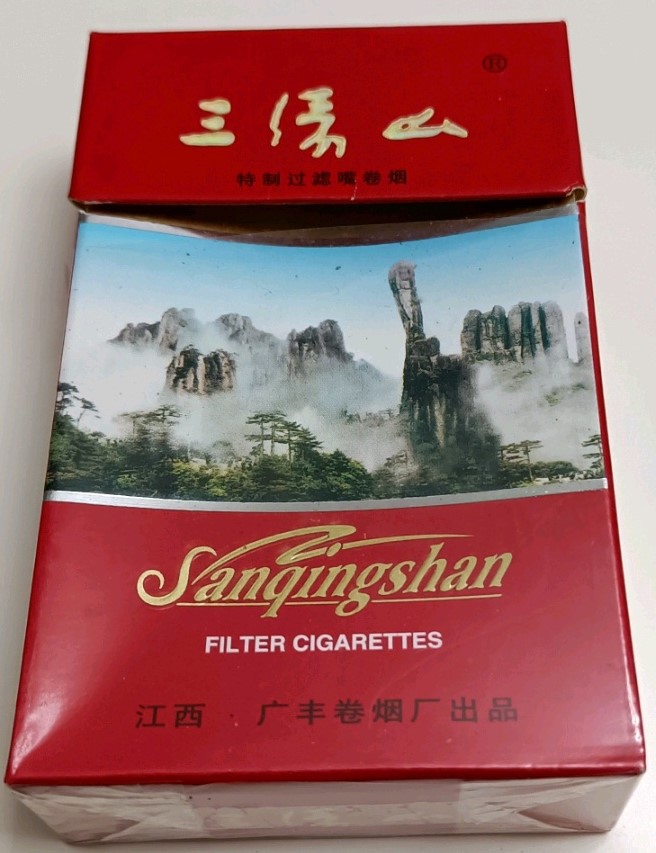 ®
三清山
特制过滤嘴卷烟
Sanqingshan
FILTER CIGARETTES
江西 · 广丰卷烟厂出品